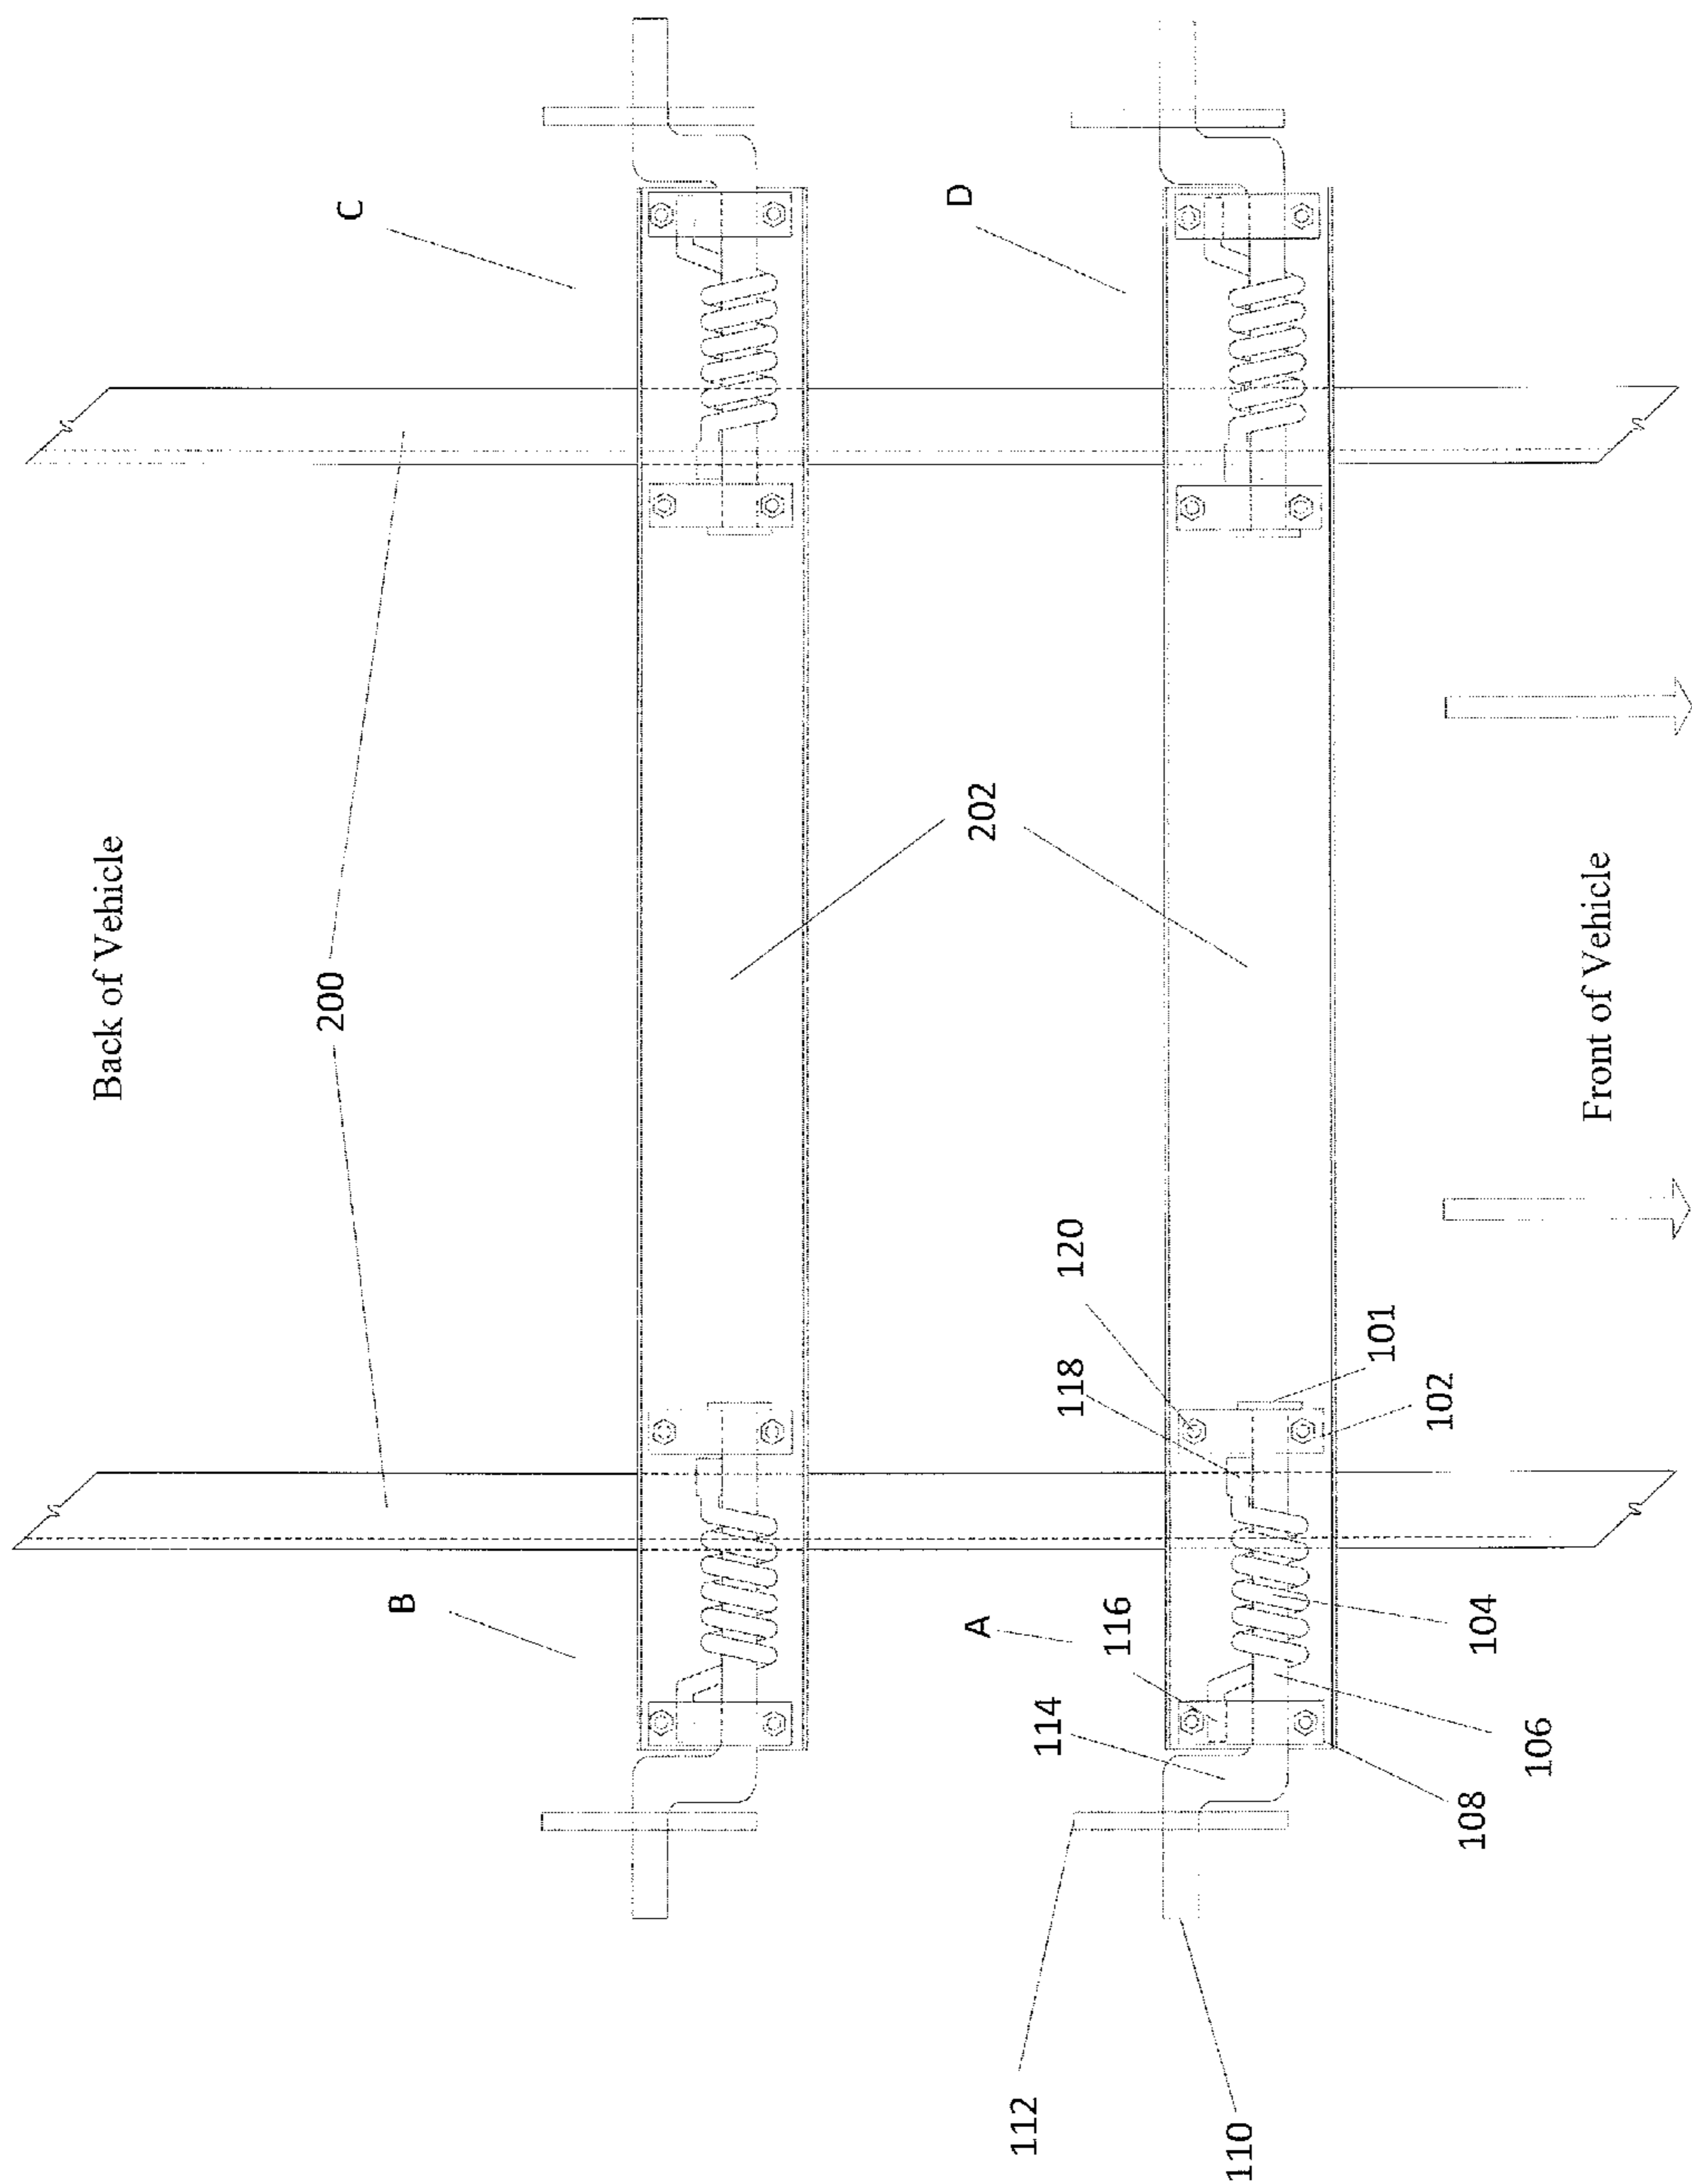 Back of Vehicle
200
C
B
202
D
A
120
118
116
114
112
110
101
102
104
106
108
Front of Vehicle